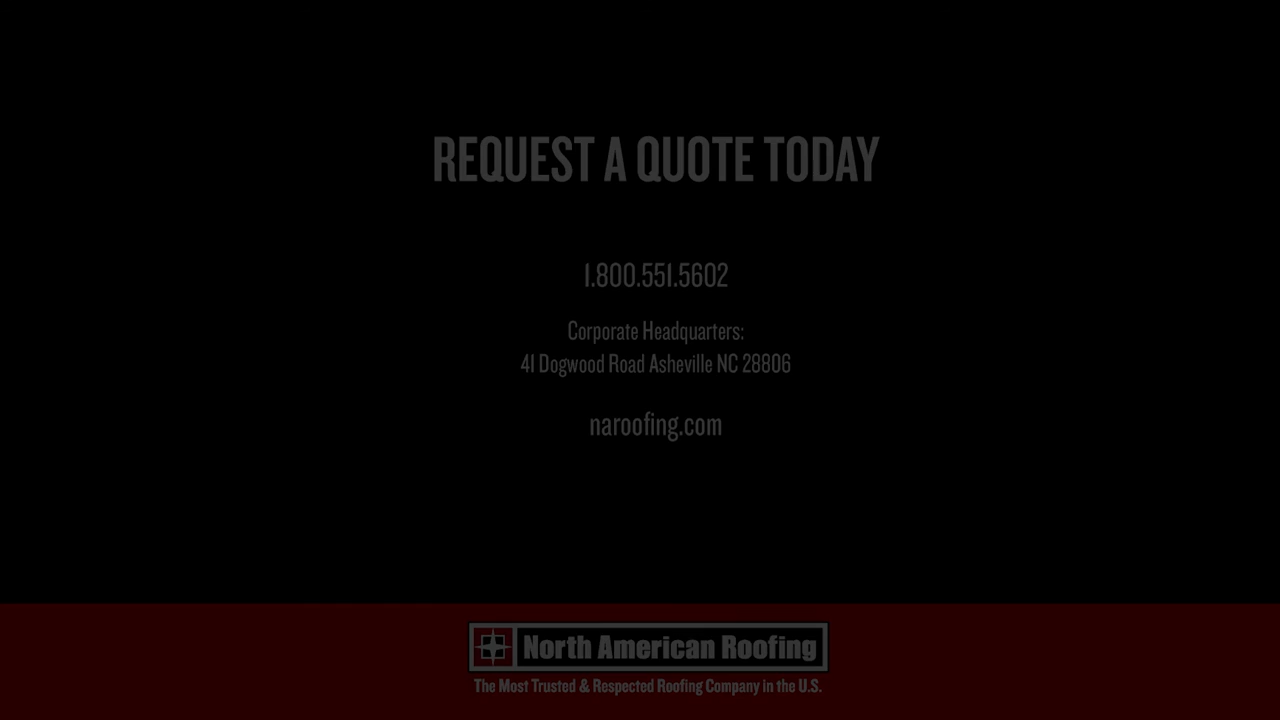 REQUEST A QUOTE TODAY
1.800.551.5602
Corporate Headquarters:
41 Dogwood Road Asheville NC 28806
naroofing.com
North American Roofing
The Most Trusted & Respected Roofing Company in the U.S.